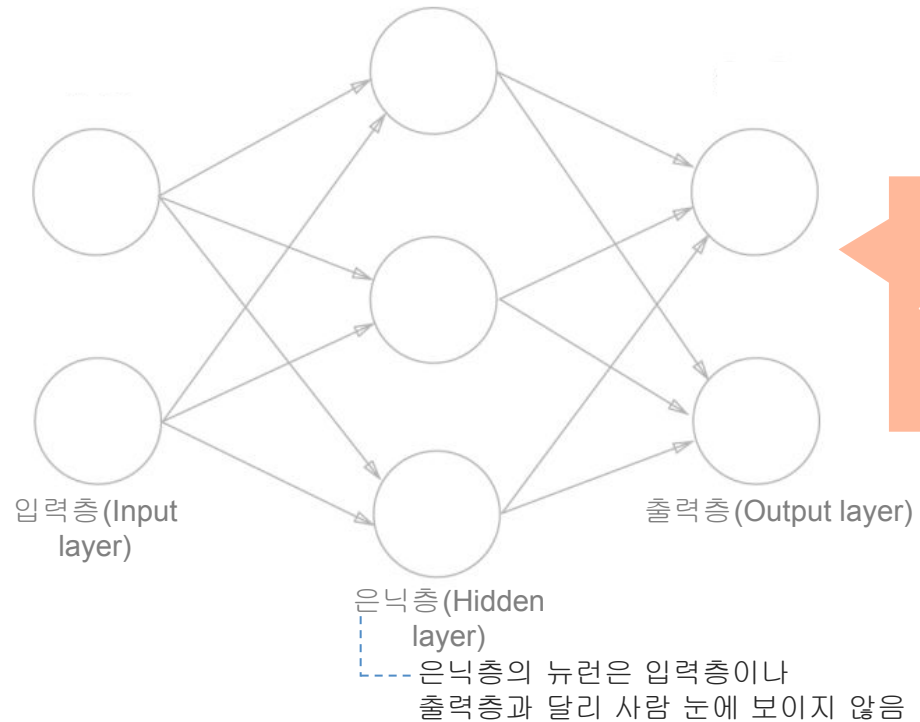 입력층(Input
layer)
출력층(Output layer)
은닉층(Hidden
layer)
은닉층의 뉴런은 입력층이나
출력층과 달리 사람 눈에 보이지 않음